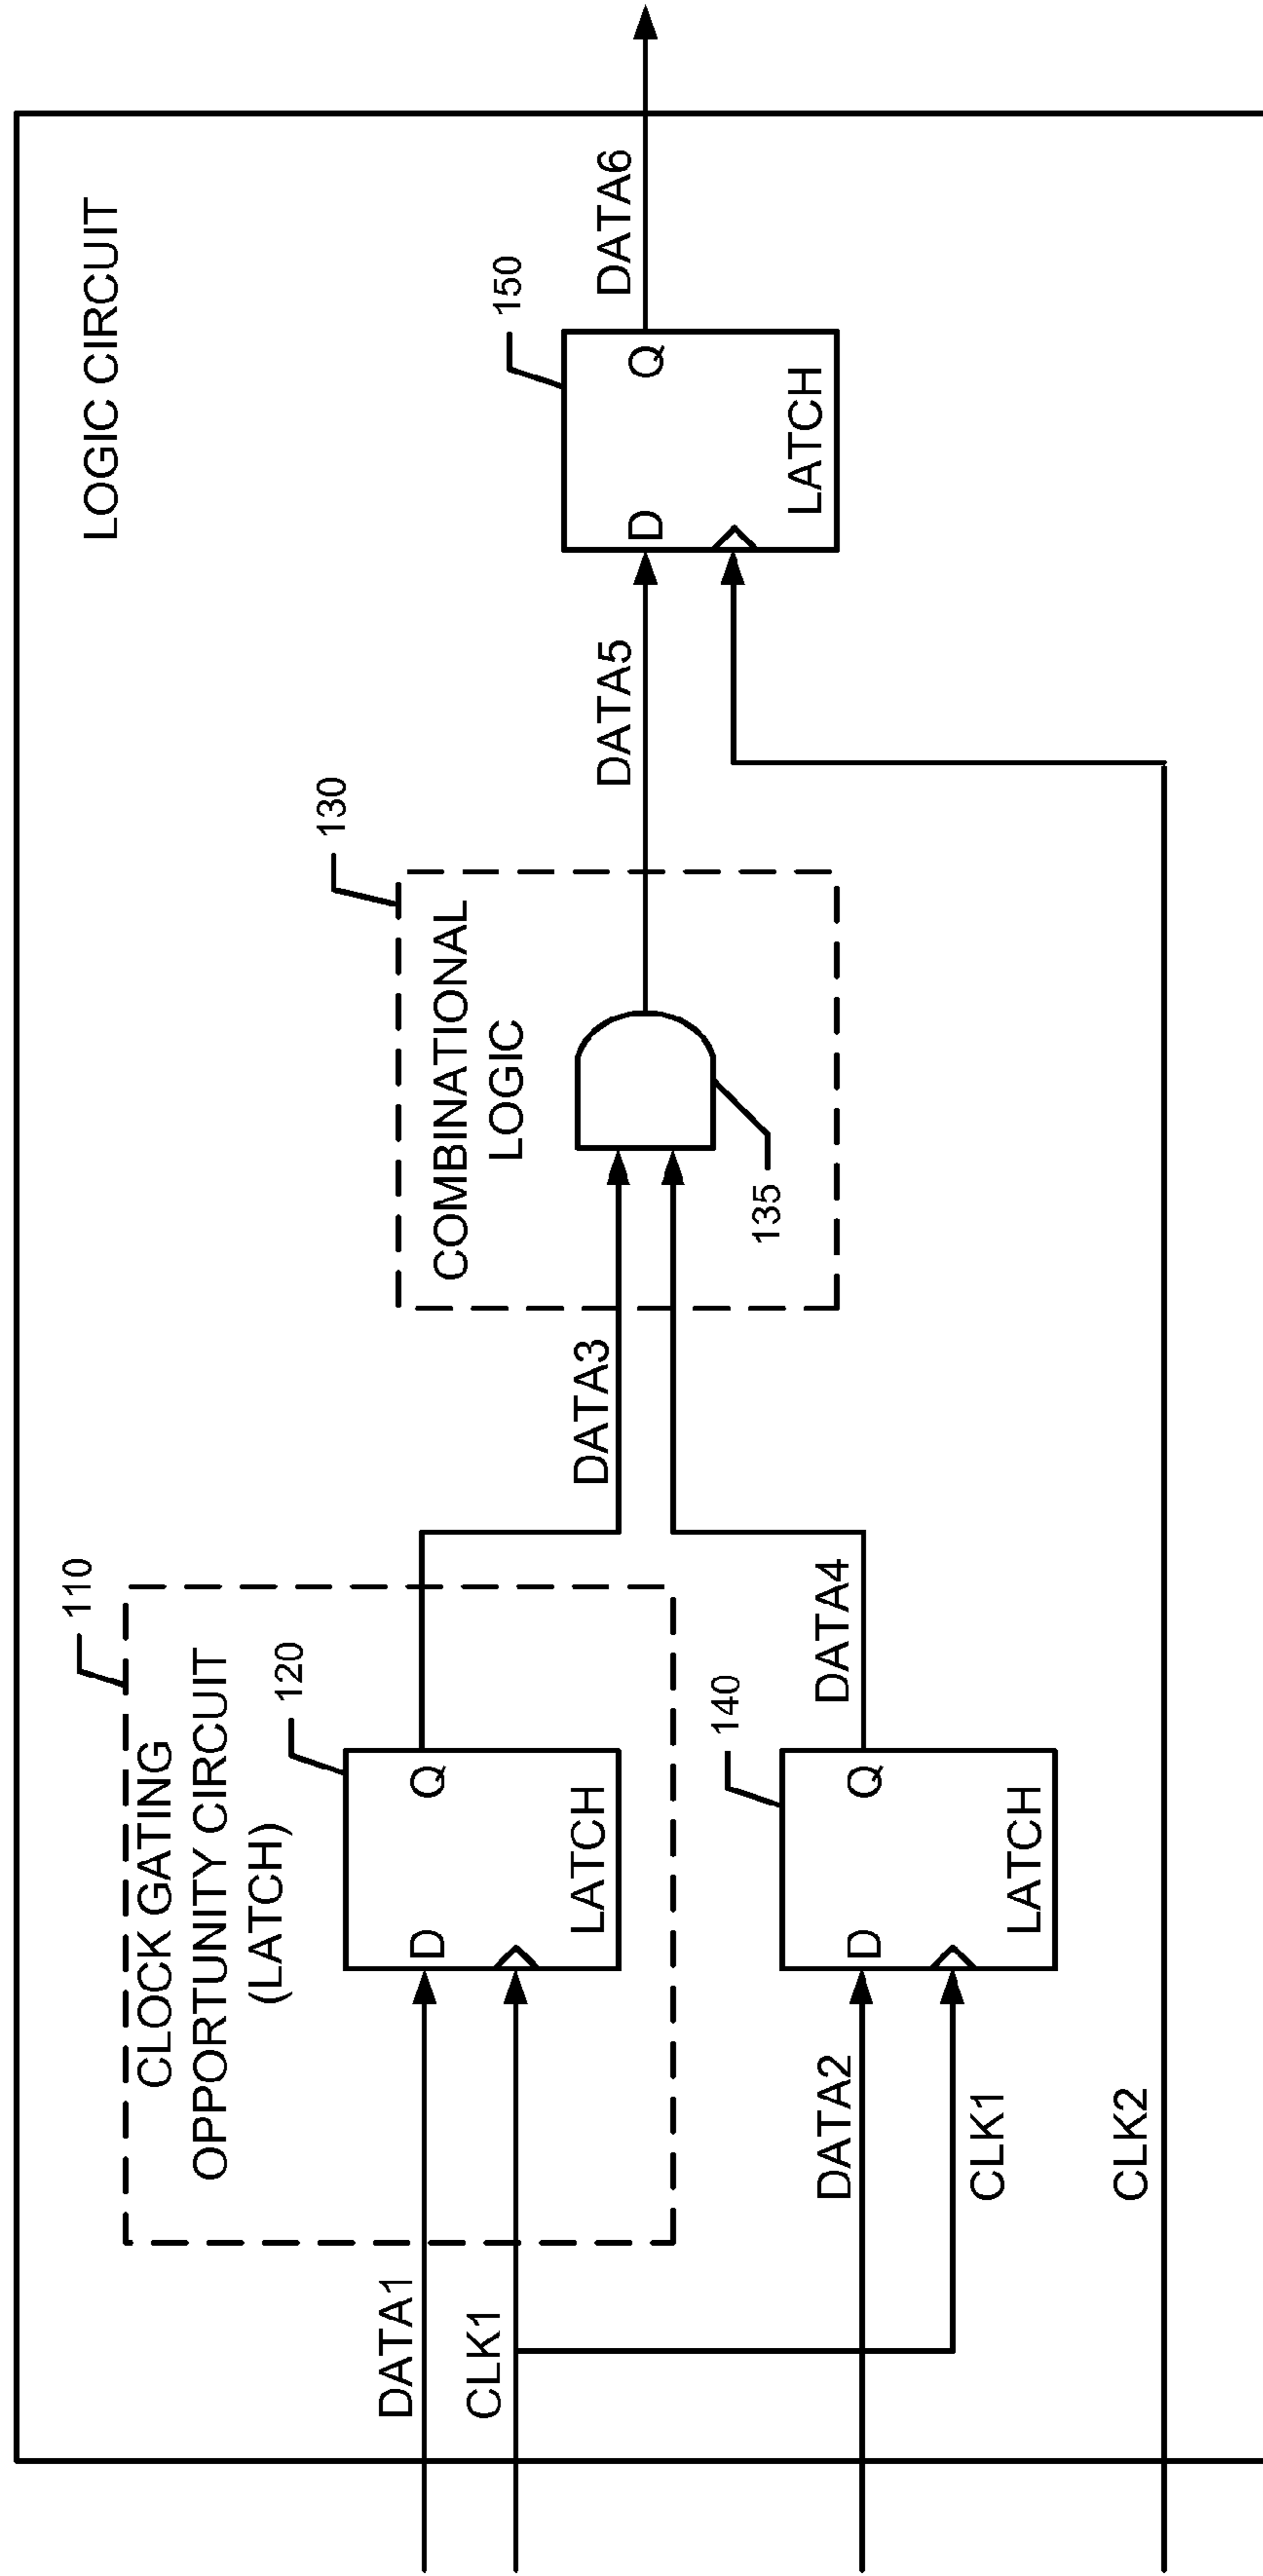 LOGIC CIRCUIT
110
CLOCK GATING
OPPORTUNITY CIRCUIT
(LATCH)
120
DATA1
D
Q
CLK1
LATCH
DATA3
130
COMBINATIONAL
LOGIC
135
DATA5
150
D
Q
LATCH
DATA6
140
DATA2
D
Q
DATA4
CLK1
LATCH
CLK2